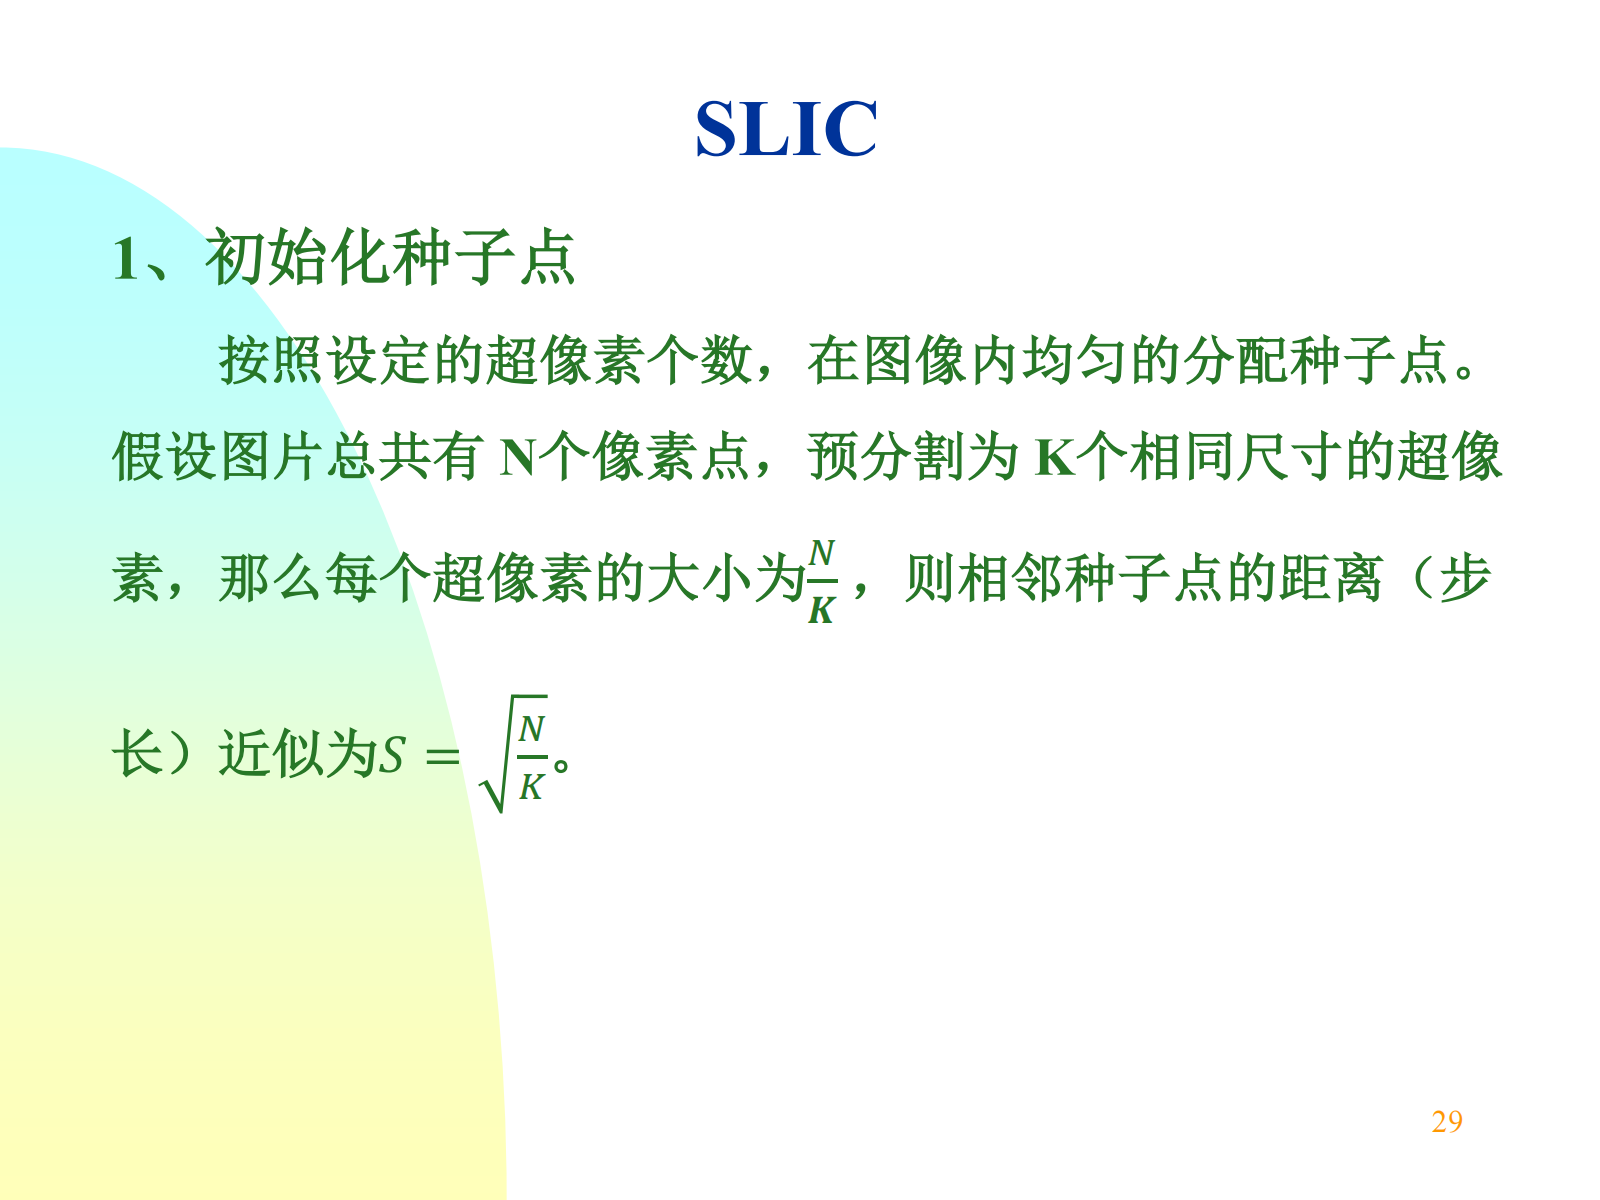 SLIC
1、初始化种子点
按照设定的超像素个数，在图像内均匀的分配种子点。
假设图片总共有 N个像素点，预分割为 K个相同尺寸的超像
素，那么每个超像素的大小为$\frac{N}{K}$，则相邻种子点的距离（步
长）近似为$S = \sqrt{\frac{N}{K}}$。
29